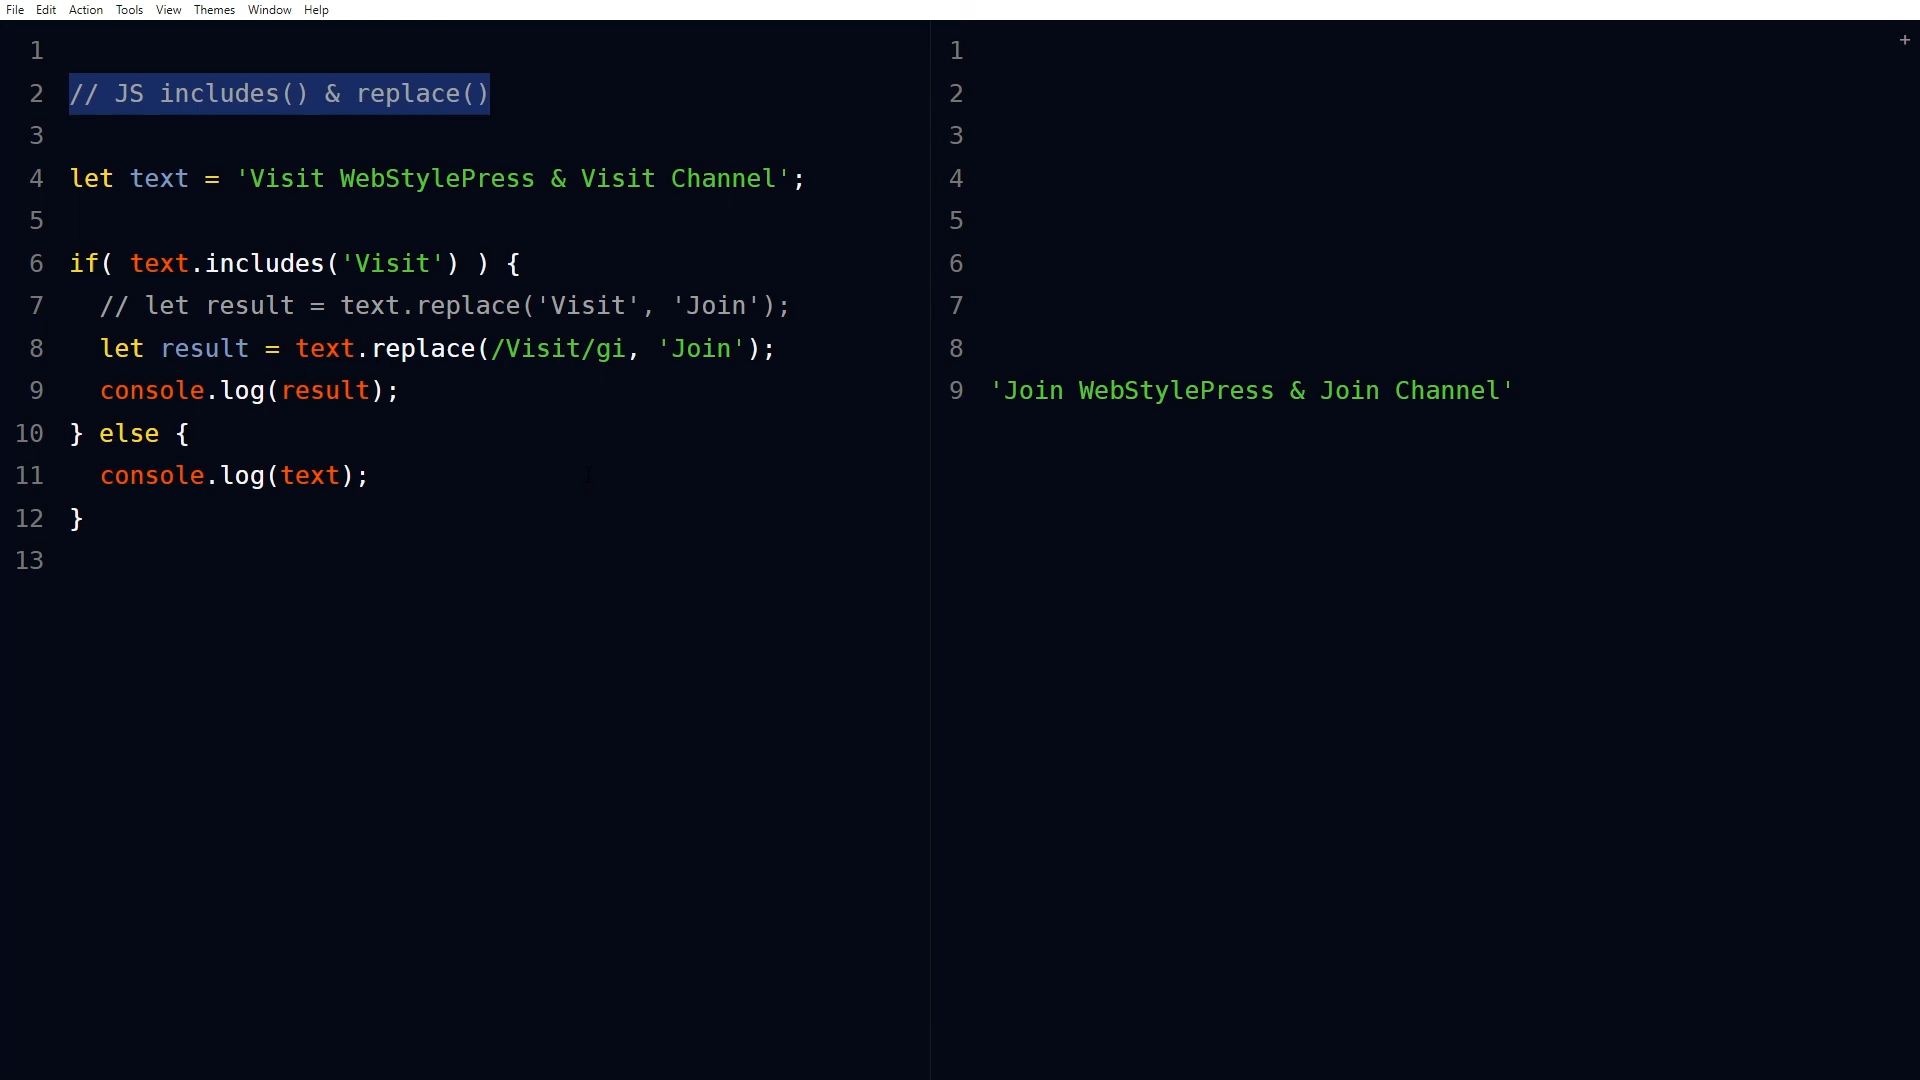 File Edit Action Tools View Themes Window Help
+
1
2 // JS includes() & replace()
3
4 let text = 'Visit WebStylePress & Visit Channel';
5
6 if( text.includes('Visit') ) {
7 // let result = text.replace('Visit', 'Join');
8 let result = text.replace(/Visit/gi, 'Join');
9 console.log(result);
10 } else {
11 console.log(text);
12 }
13
1
2
3
4
5
6
7
8
9 'Join WebStylePress & Join Channel'